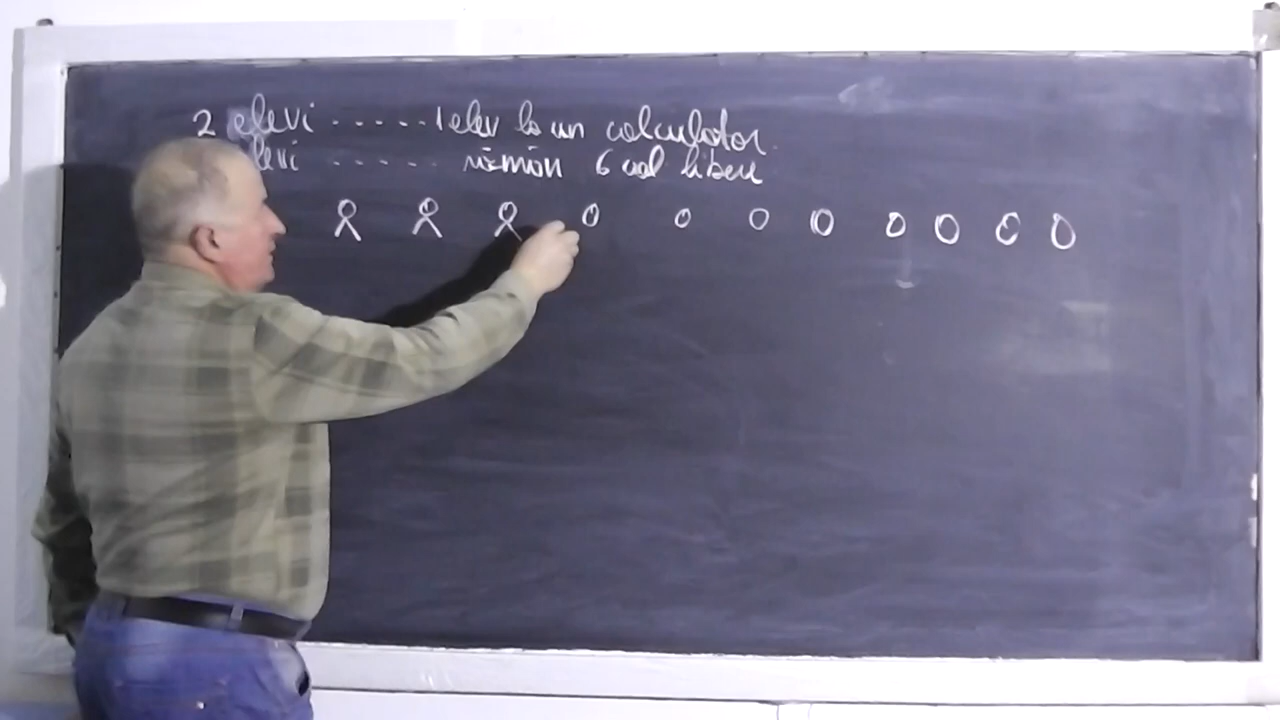 2 elevi ..... 1 elev la un calculator.
elevi ..... rămân 6 cal libere